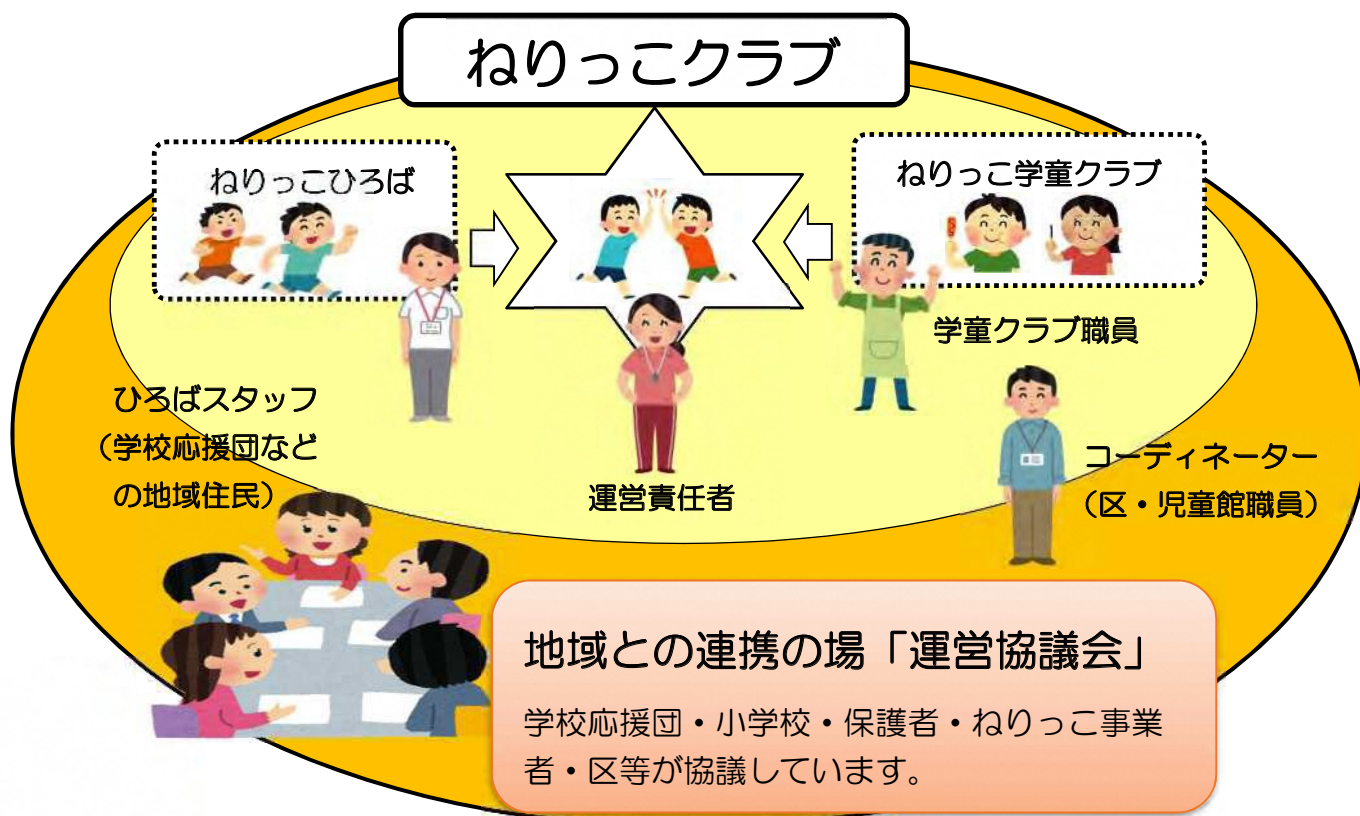 ねりっこクラブ
ねりっこひろば
ねりっこ学童クラブ
学童クラブ職員
ひろばスタッフ
（学校応援団など
の地域住民）
運営責任者
コーディネーター
（区・児童館職員）
地域との連携の場「運営協議会」
学校応援団・小学校・保護者・ねりっこ事業
者・区等が協議しています。